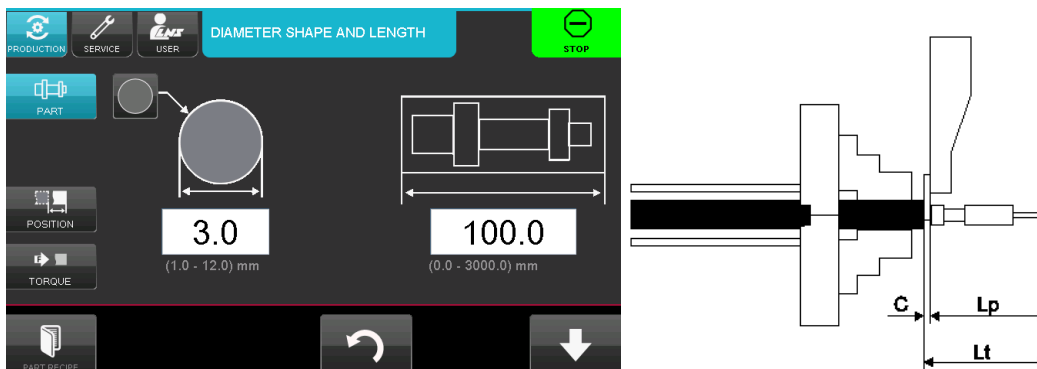 PRODUCTION
SERVICE
LNS
USER
DIAMETER SHAPE AND LENGTH
STOP
PART
3.0
100.0
(1.0 - 12.0) mm
(0.0 - 3000.0) mm
POSITION
TORQUE
PART RECIPE
C
Lp
Lt